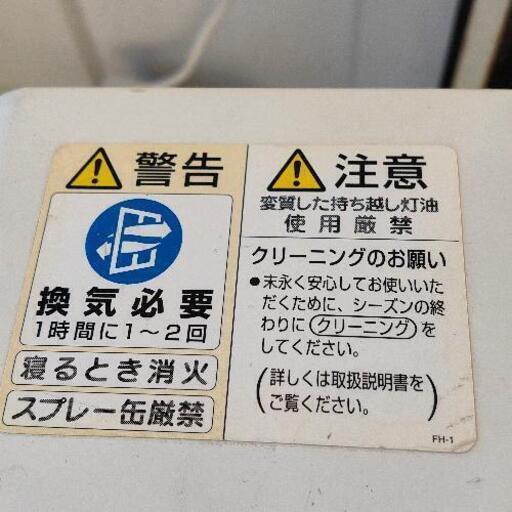 警告
換気必要
1時間に1～2回
寝るとき消火
スプレー缶厳禁
注意
変質した持ち越し灯油
使用厳禁
クリーニングのお願い
●末永く安心してお使いいた
だくために、シーズンの終
わりに(クリーニング)を
してください。
(詳しくは取扱説明書を
ご覧ください。)
FH-1